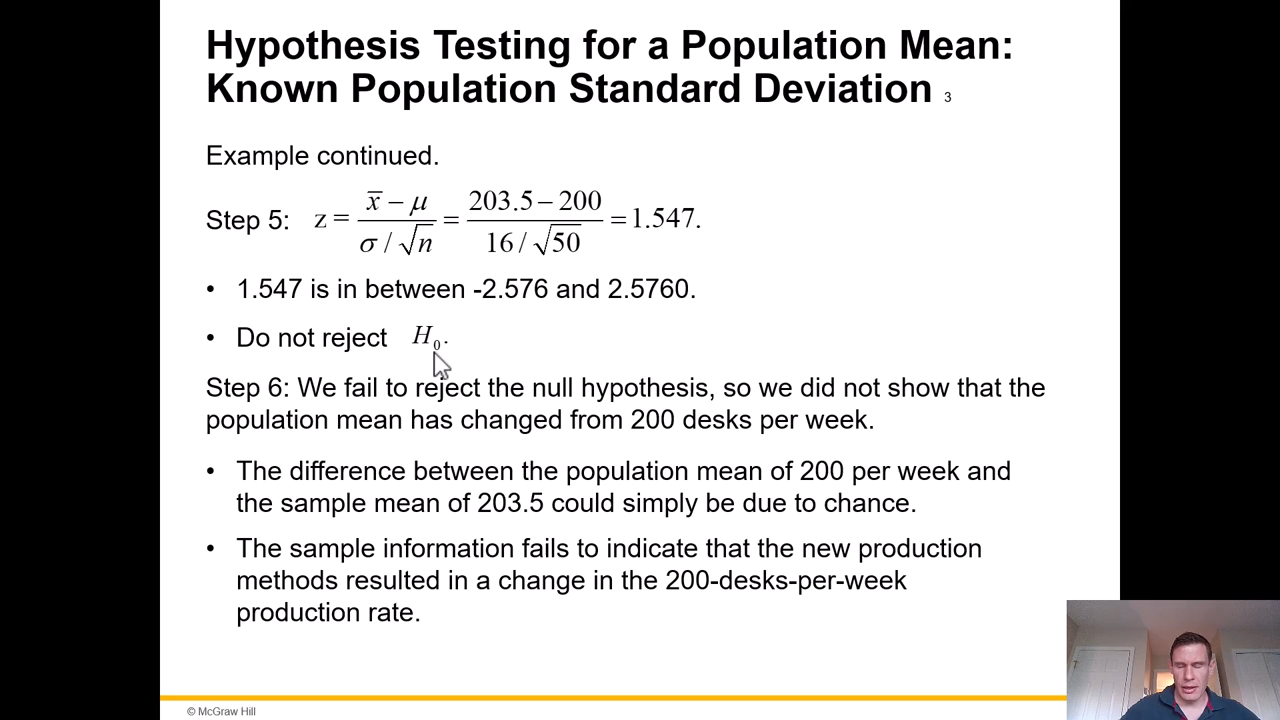 Hypothesis Testing for a Population Mean:
Known Population Standard Deviation 3
Example continued.
Step 5: z = (x̄ − μ) / (σ / √n) = (203.5 − 200) / (16 / √50) = 1.547.
• 1.547 is in between -2.576 and 2.5760.
• Do not reject H₀.
Step 6: We fail to reject the null hypothesis, so we did not show that the
population mean has changed from 200 desks per week.
• The difference between the population mean of 200 per week and
the sample mean of 203.5 could simply be due to chance.
• The sample information fails to indicate that the new production
methods resulted in a change in the 200-desks-per-week
production rate.
© McGraw Hill